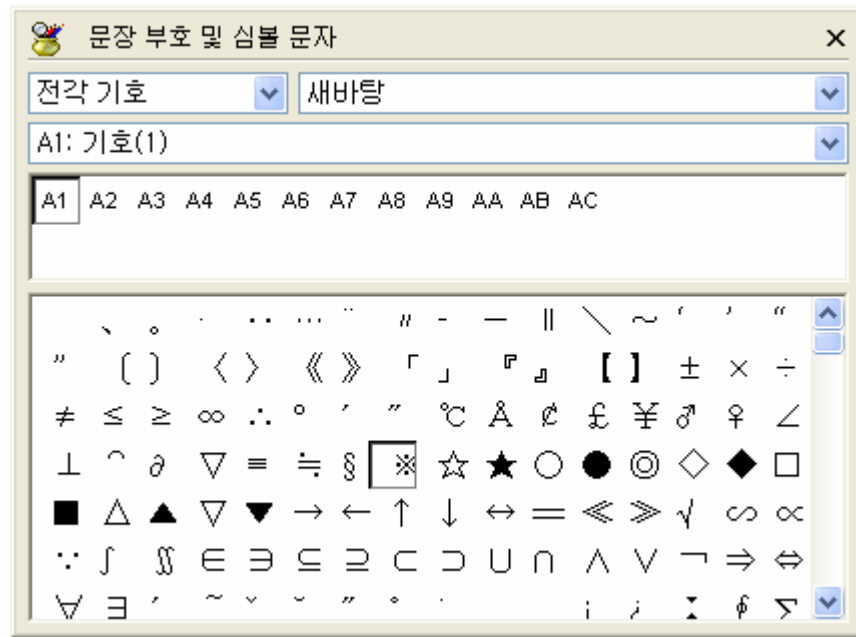 문장 부호 및 심볼 문자
전각 기호 새바탕
A1: 기호(1)
A1 A2 A3 A4 A5 A6 A7 A8 A9 AA AB AC
、 。 · ‥ … ¨ 〃 - ― ∥ \ ∼ ‘ ’ “
” 〔 〕 〈 〉 《 》 「 」 『 』 【 】 ± × ÷
≠ ≤ ≥ ∞ ∴ ° ′ ″ ℃ Å ¢ £ ¥ ♂ ♀ ∠
⊥ ⌒ ∂ ▽ ≡ ≒ § ※ ☆ ★ ○ ● ◎ ◇ ◆ □
■ △ ▲ ▽ ▼ → ← ↑ ↓ ↔ = ≪ ≫ √ ∽ ∝
∵ ∫ ∬ ∈ ∋ ⊆ ⊇ ⊂ ⊃ ∪ ∩ ∧ ∨ ¬ ⇒ ⇔
∀ ∃ ´ ~ ˇ ˘ ˝ ˚ ˙ ¡ ¿ ː ∮ ∑